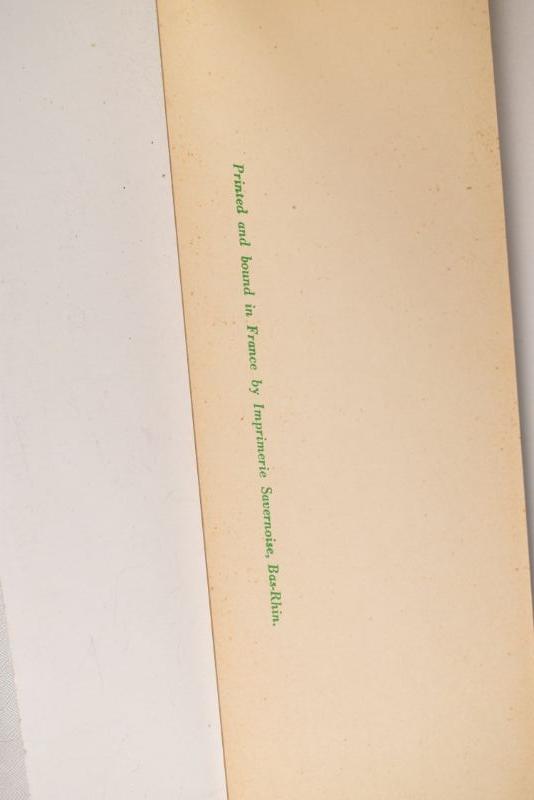 Printed and bound in France by Imprimerie Savernoise, Bas-Rhin.